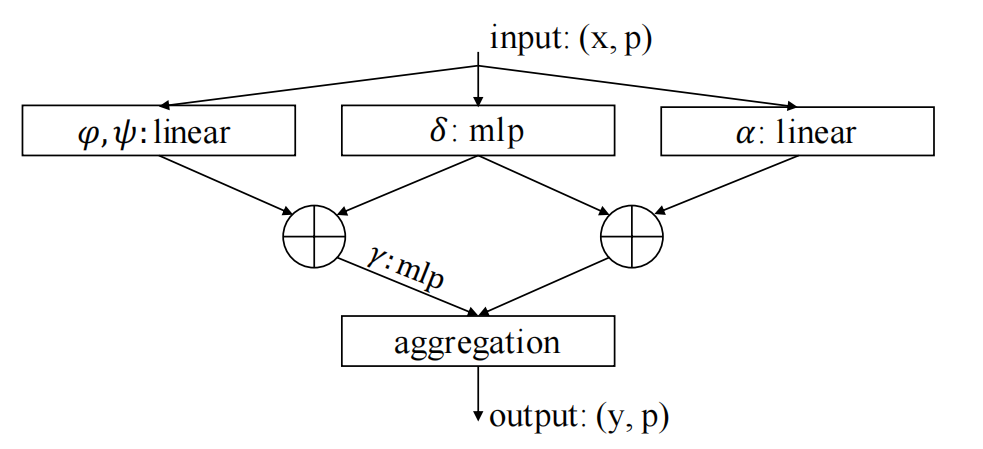 input: (x, p)
φ, ψ: linear
δ: mlp
α: linear
γ: mlp
aggregation
output: (y, p)